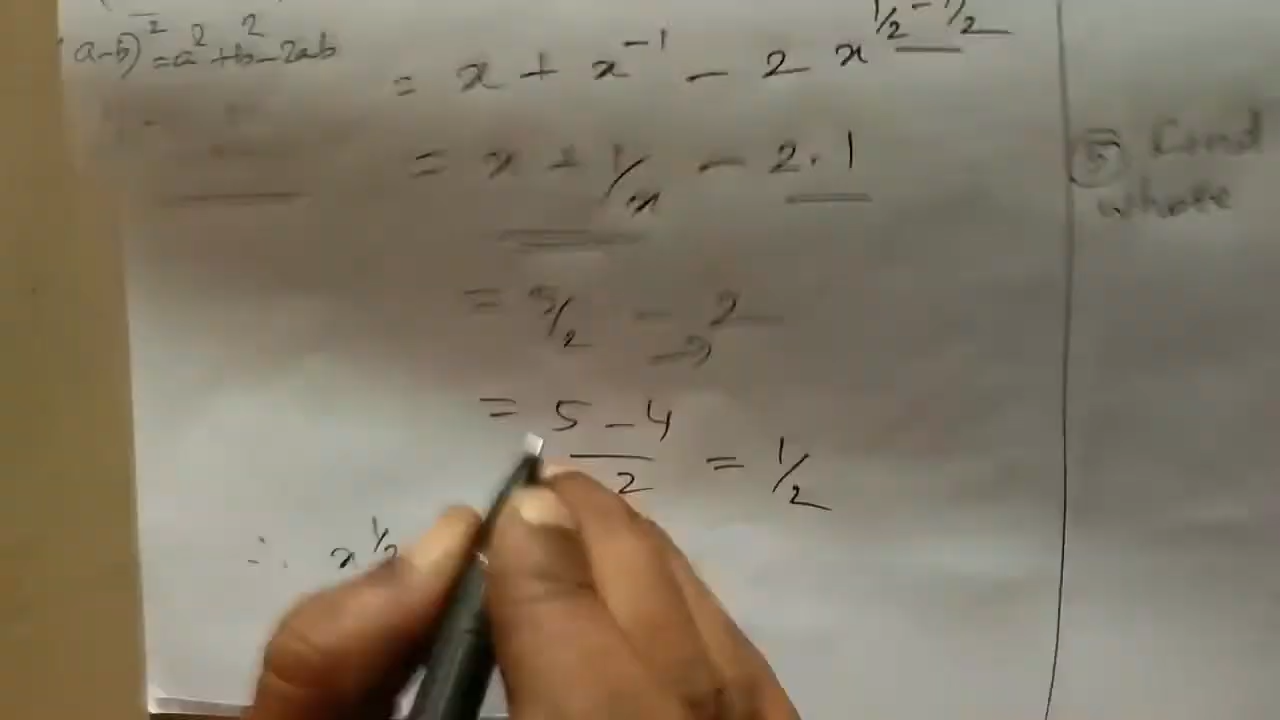 (a-b)² = a² + b² - 2ab
= x + x⁻¹ - 2 x^(1/2 - 1/2)
= x + 1/x - 2.1
= 5/2 - 2
= (5 - 4)/2 = 1/2
∴ x^(1/2)
5
where